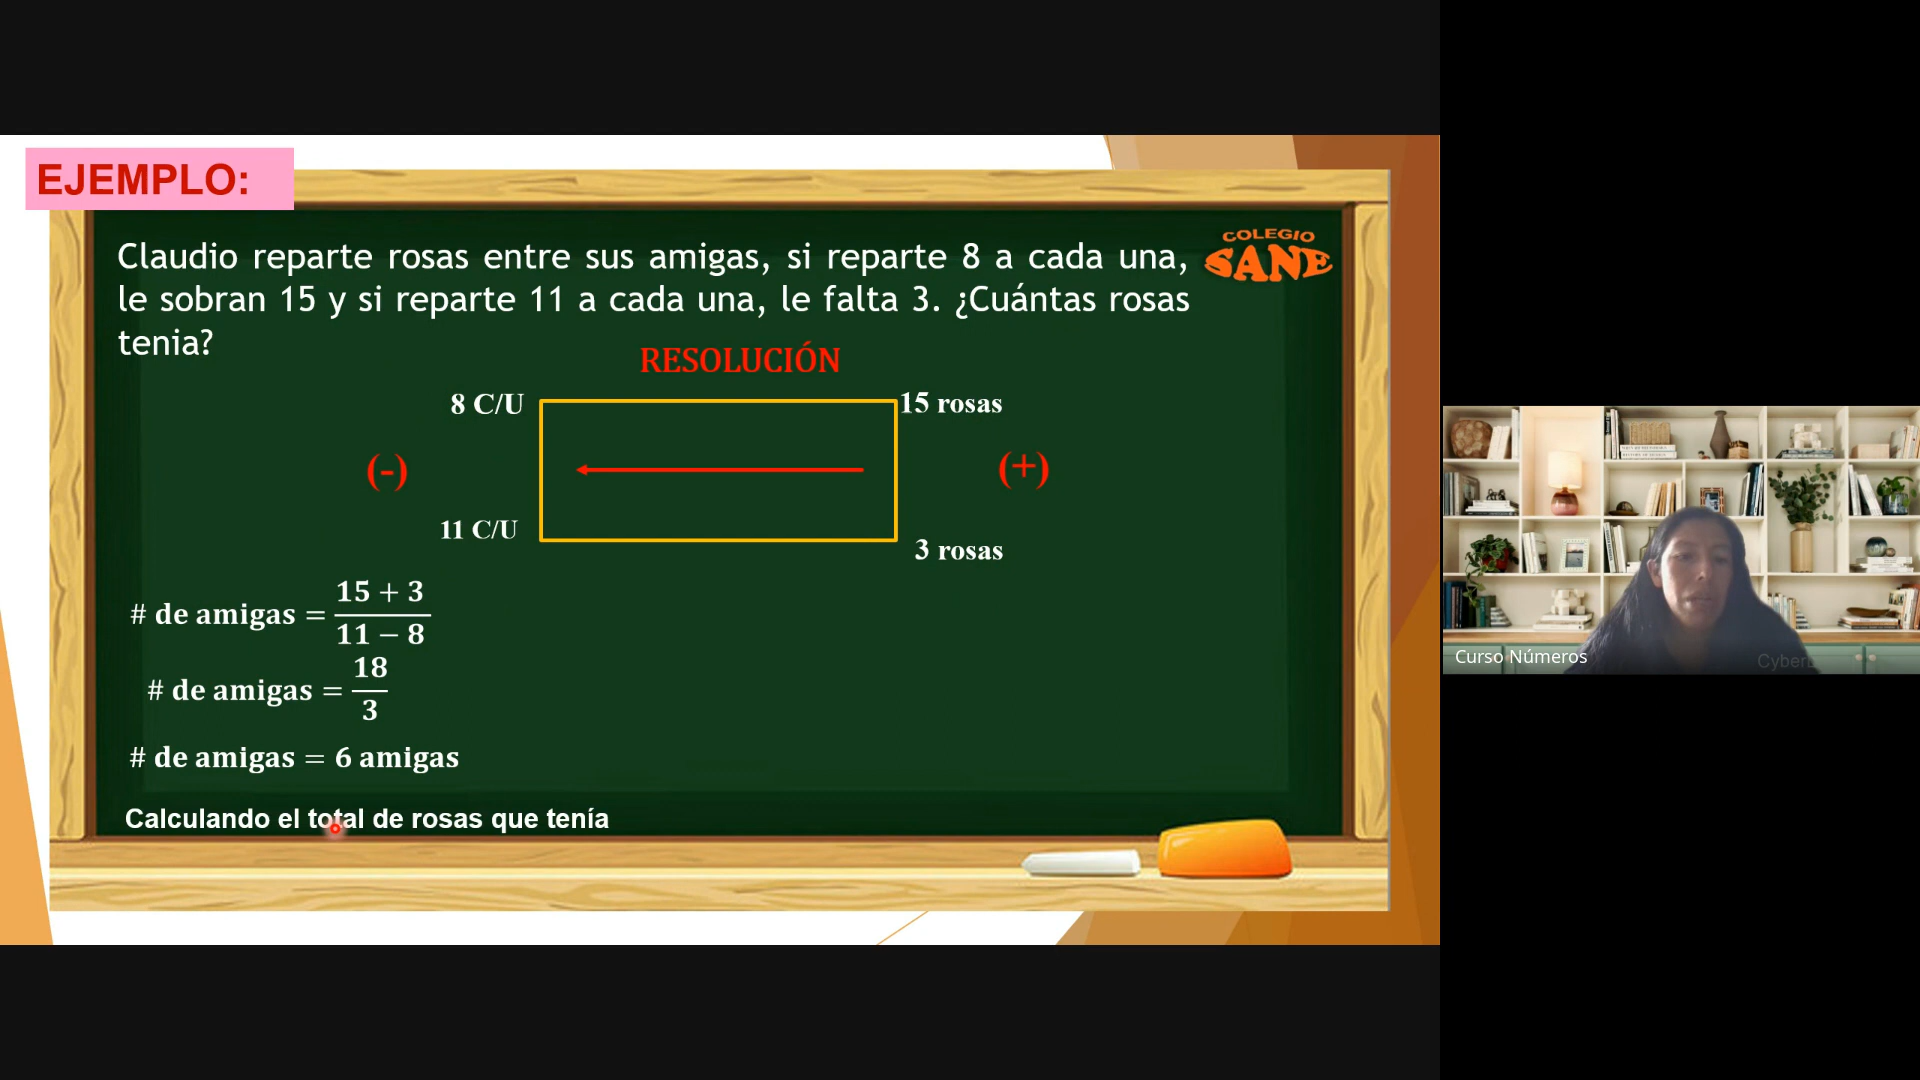 EJEMPLO:
COLEGIO
SANE
Claudio reparte rosas entre sus amigas, si reparte 8 a cada una,
le sobran 15 y si reparte 11 a cada una, le falta 3. ¿Cuántas rosas
tenia?
RESOLUCIÓN
8 C/U
15 rosas
(-)
(+)
11 C/U
3 rosas
# de amigas = 15 + 3 / 11 − 8
# de amigas = 18 / 3
# de amigas = 6 amigas
Calculando el total de rosas que tenía
Curso Números